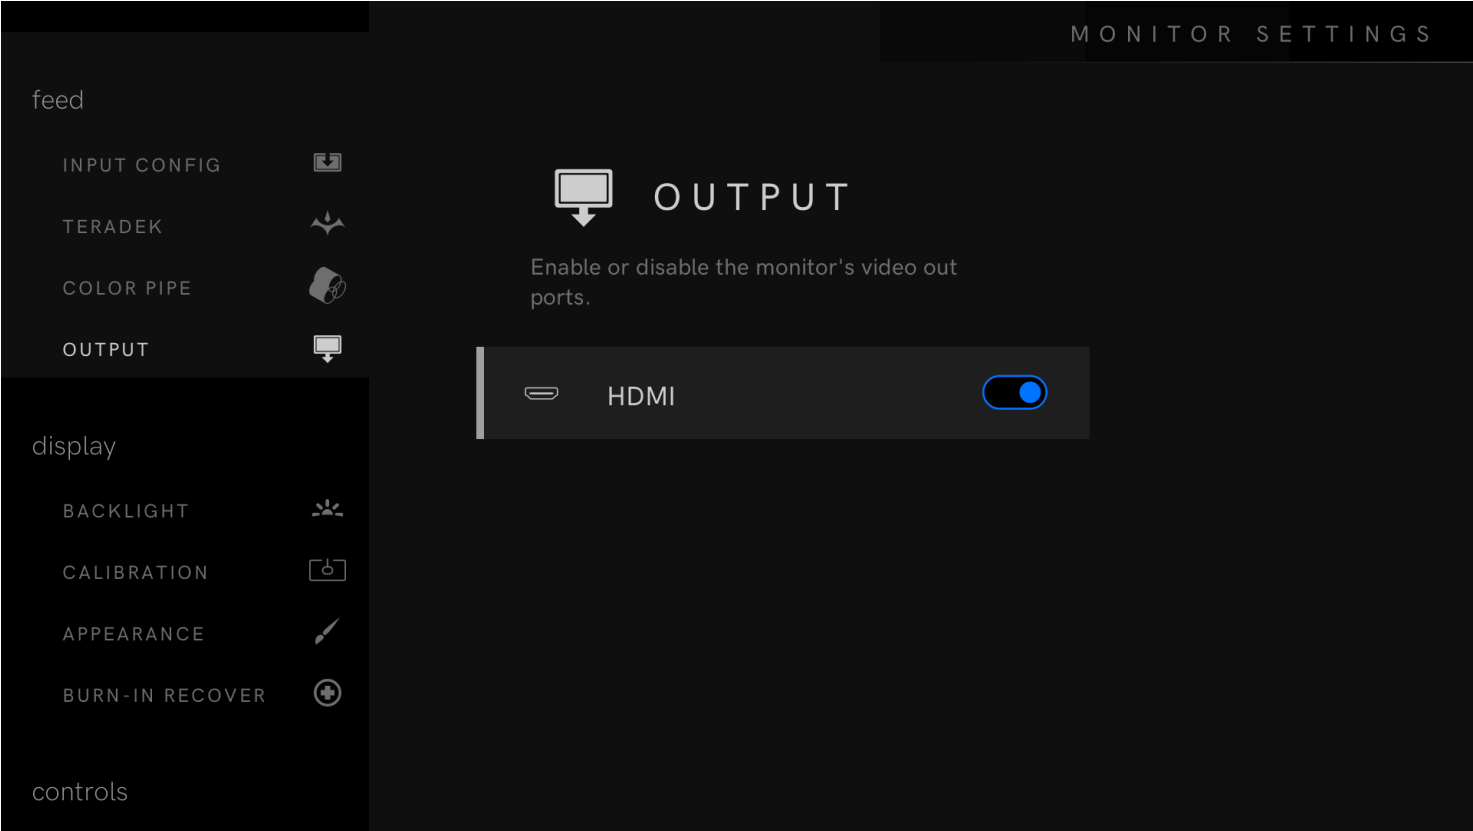 MONITOR SETTINGS
feed
INPUT CONFIG
TERADEK
COLOR PIPE
OUTPUT
display
BACKLIGHT
CALIBRATION
APPEARANCE
BURN-IN RECOVER
controls
OUTPUT
Enable or disable the monitor's video out
ports.
HDMI